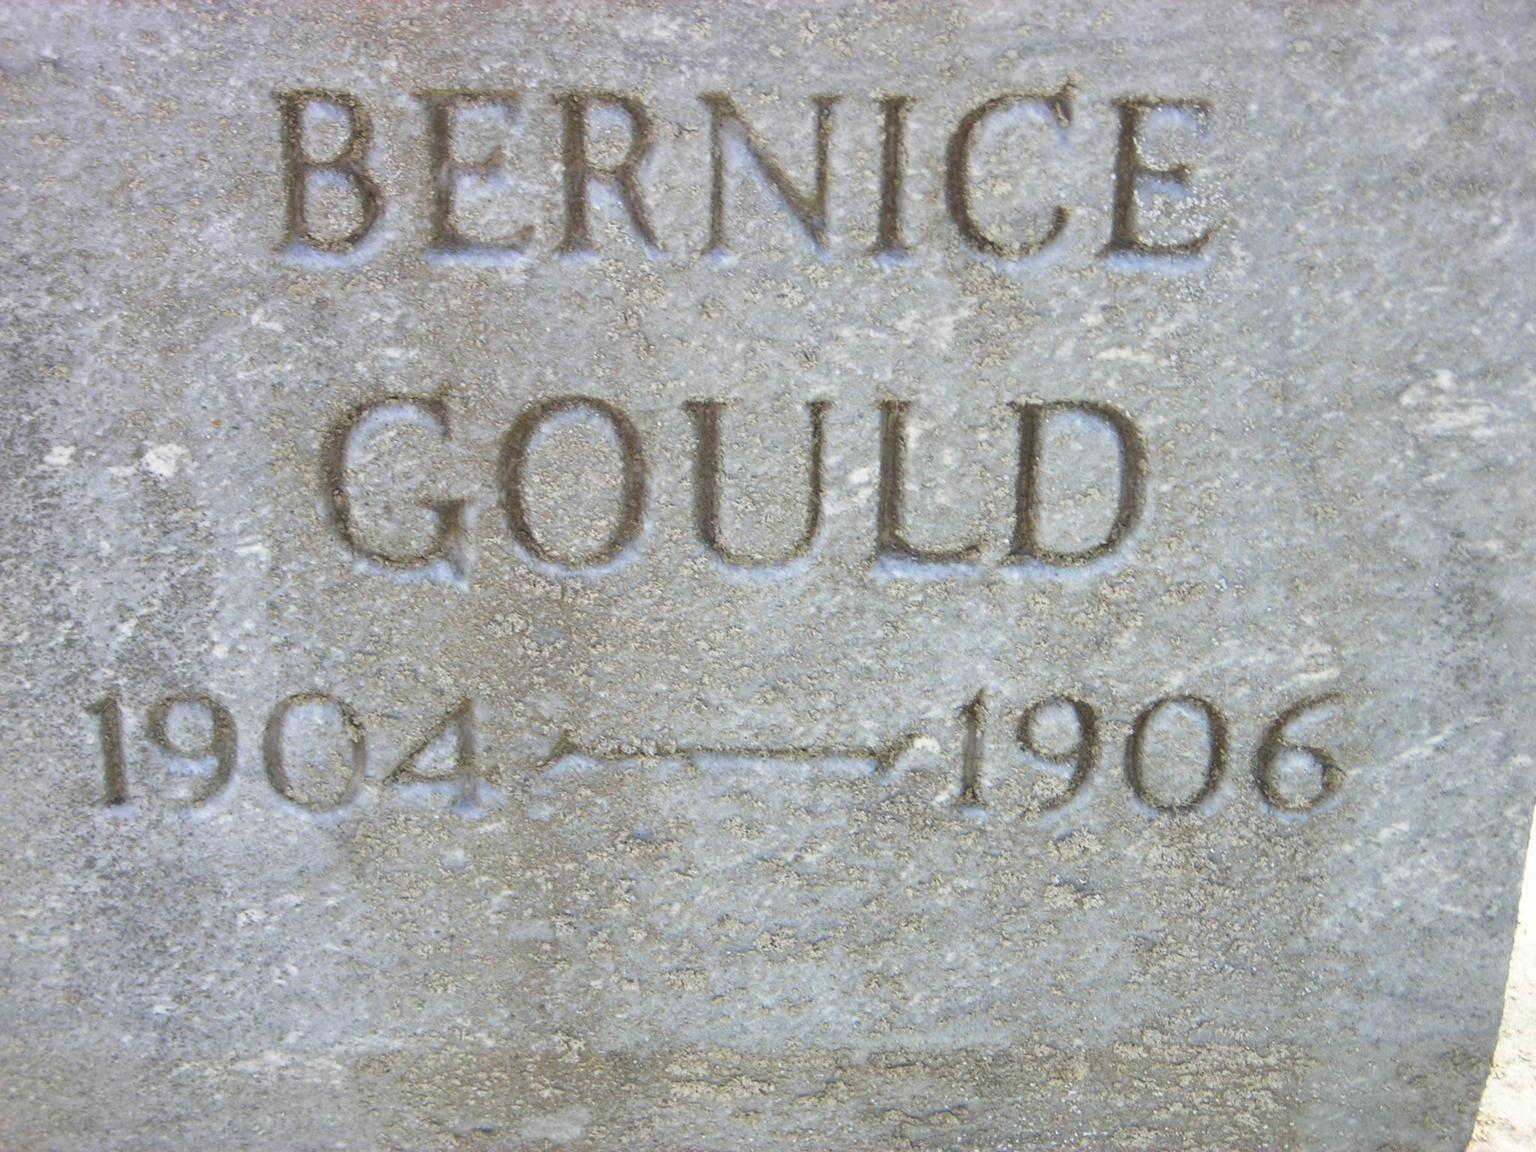 BERNICE
GOULD
1904 — 1906